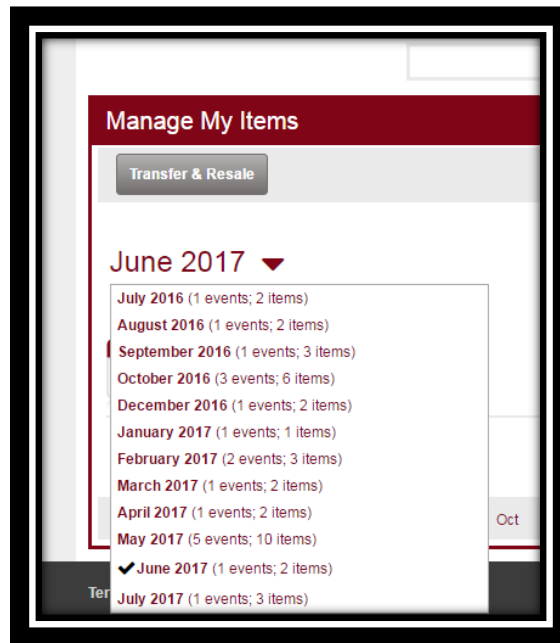 Manage My Items
Transfer & Resale
June 2017
July 2016 (1 events; 2 items)
August 2016 (1 events; 2 items)
September 2016 (1 events; 3 items)
October 2016 (3 events; 6 items)
December 2016 (1 events; 2 items)
January 2017 (1 events; 1 items)
February 2017 (2 events; 3 items)
March 2017 (1 events; 2 items)
April 2017 (1 events; 2 items)
Oct
May 2017 (5 events; 10 items)
June 2017 (1 events; 2 items)
Ter
July 2017 (1 events; 3 items)